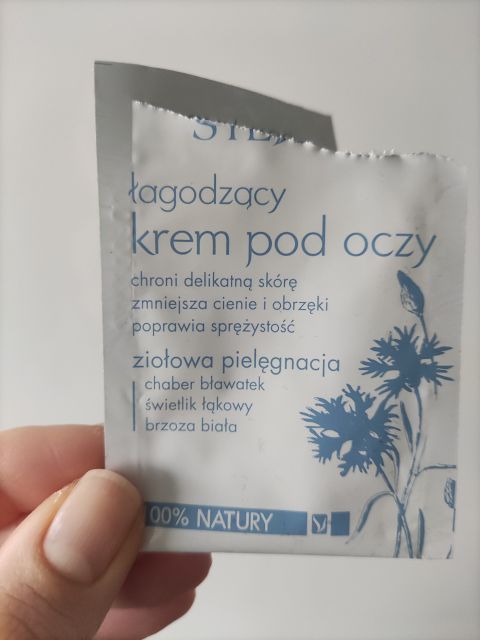 łagodzący
krem pod oczy
chroni delikatną skórę
zmniejsza cienie i obrzęki
poprawia sprężystość
ziołowa pielęgnacja
chaber bławatek
świetlik łąkowy
brzoza biała
00% NATURY